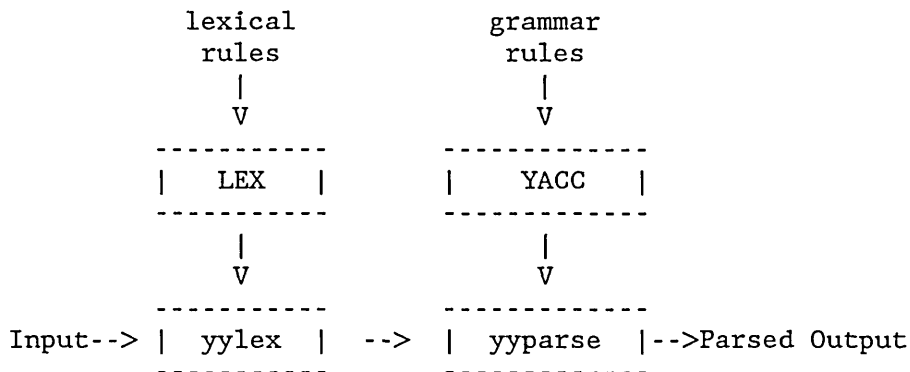 lexical grammar
rules rules
| |
V V
----------- -------------
| LEX | | YACC |
----------- -------------
| |
V V
----------- -------------
Input--> | yylex | --> | yyparse |-->Parsed Output
----------- -------------